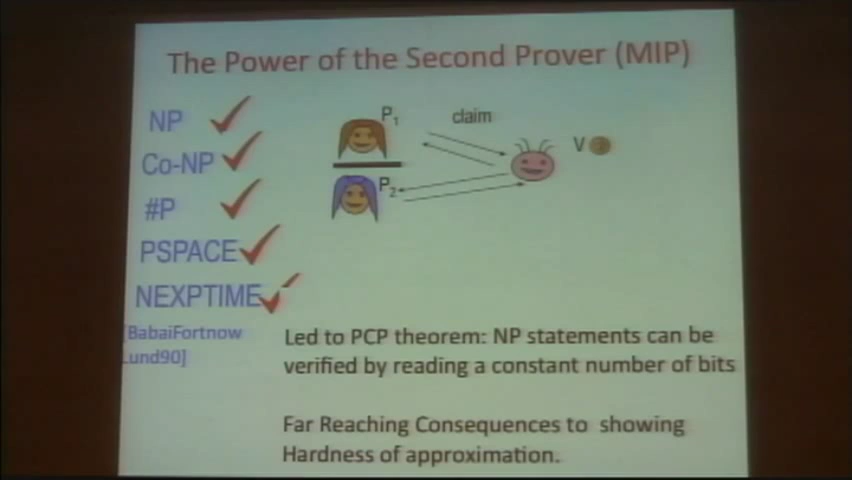 The Power of the Second Prover (MIP)
NP
Co-NP
#P
PSPACE
NEXPTIME
[BabaiFortnow
Lund90]
P1
claim
V
P2
Led to PCP theorem: NP statements can be
verified by reading a constant number of bits
Far Reaching Consequences to showing
Hardness of approximation.